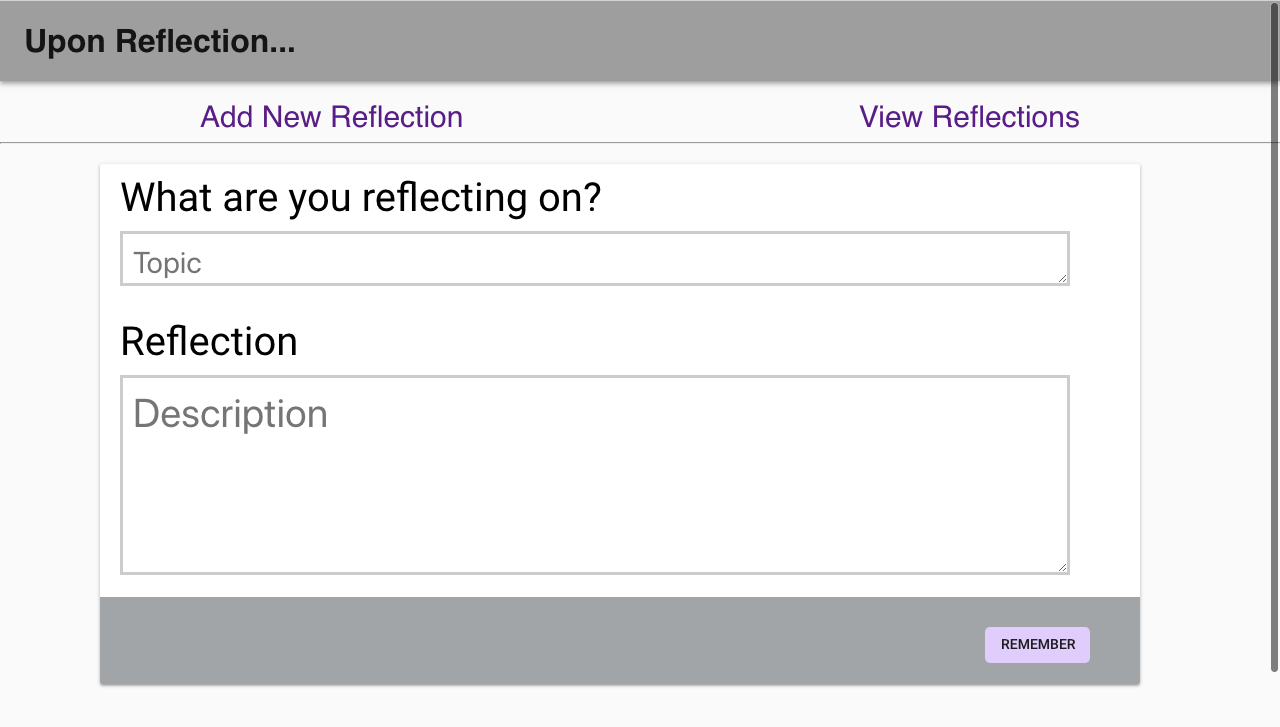 Upon Reflection...
Add New Reflection View Reflections
What are you reflecting on?
Topic
Reflection
Description
REMEMBER